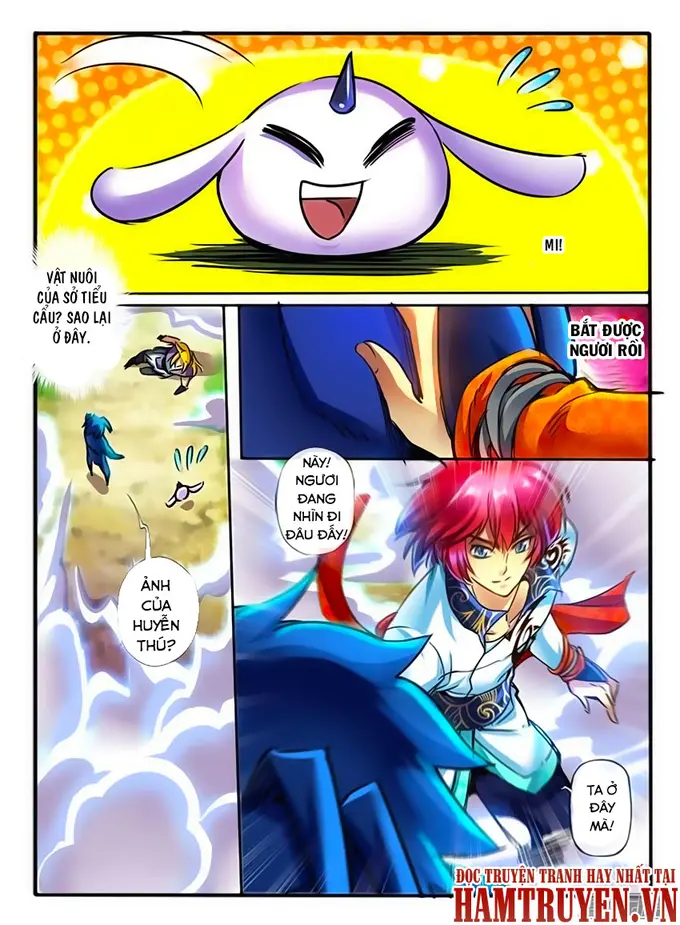 MI!
VẬT NUÔI
CỦA SỞ TIỂU
CẨU? SAO LẠI
Ở ĐÂY.
BẮT ĐƯỢC
NGƯƠI RỒI
NÀY!
NGƯƠI
ĐANG
NHÌN ĐI
ĐÂU ĐẤY!
ẢNH
CỦA
HUYỄN
THÚ?
TA Ở
ĐÂY
MÀ!
ĐỌC TRUYỆN TRANH HAY NHẤT TẠI
HAMTRUYEN.VN